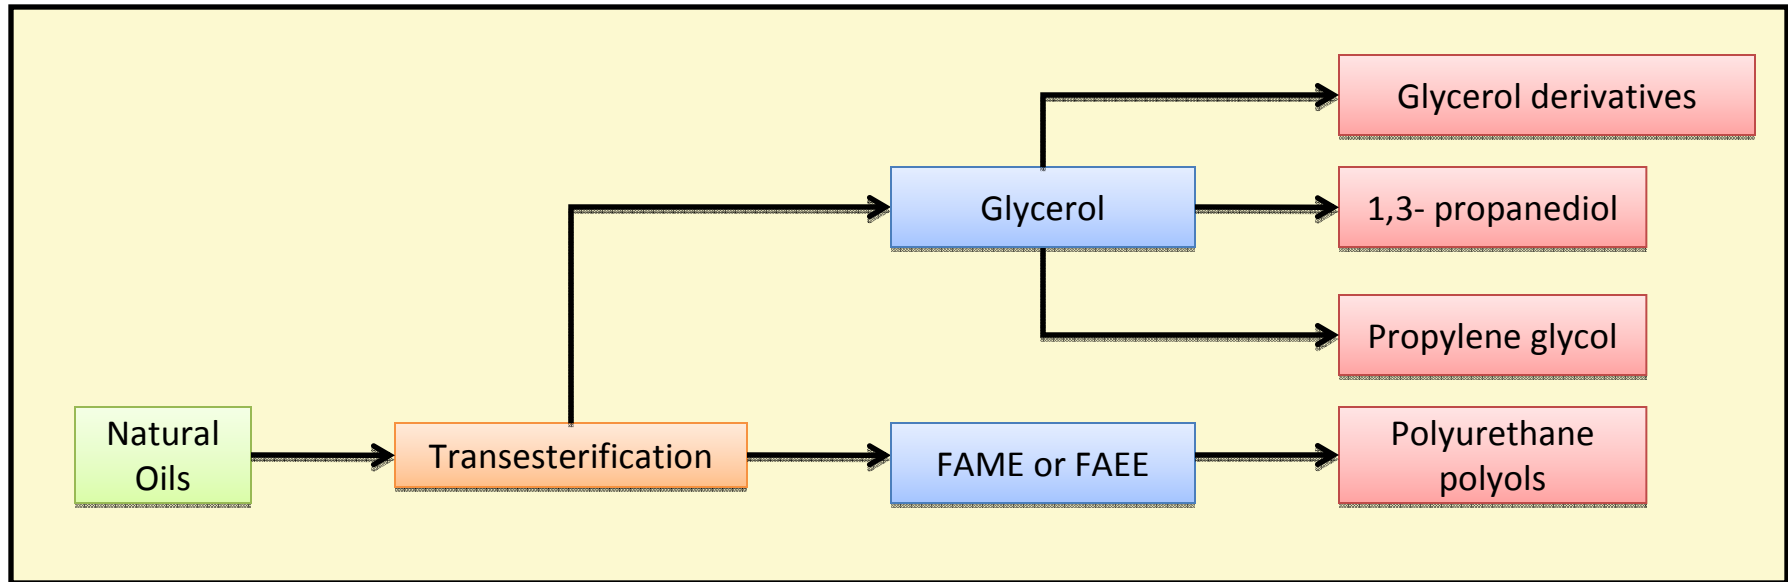 Glycerol derivatives
Glycerol
1,3- propanediol
Propylene glycol
Natural
Oils
Transesterification
FAME or FAEE
Polyurethane
polyols